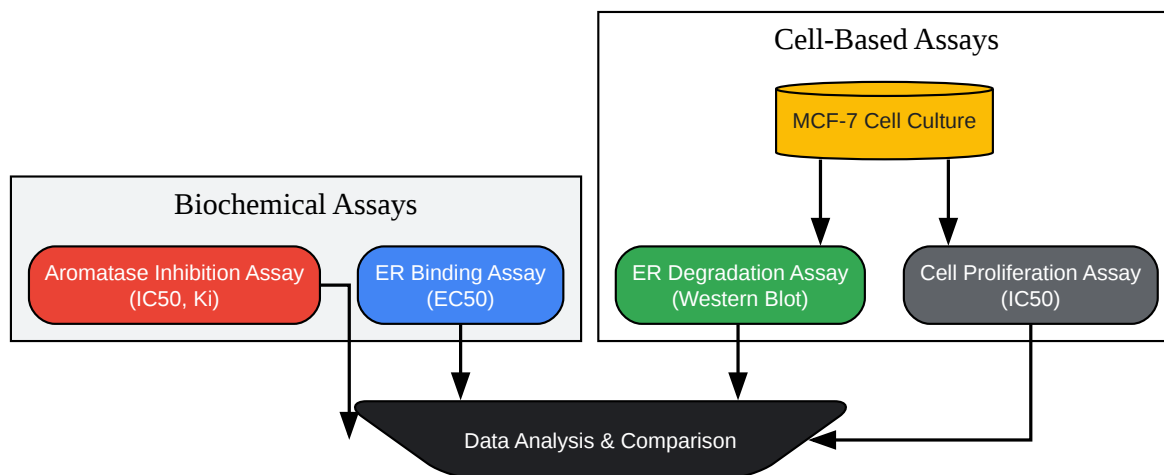 Cell-Based Assays
MCF-7 Cell Culture
Biochemical Assays
Aromatase Inhibition Assay
(IC50, Ki)
ER Binding Assay
(EC50)
ER Degradation Assay
(Western Blot)
Cell Proliferation Assay
(IC50)
Data Analysis & Comparison